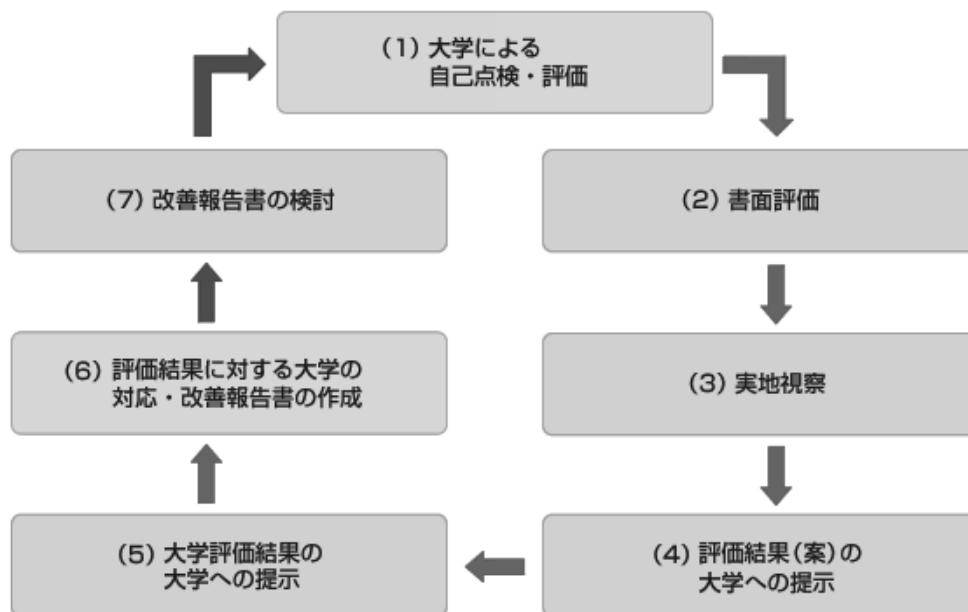 (1) 大学による
自己点検・評価
(2) 書面評価
(3) 実地視察
(4) 評価結果(案)の
大学への提示
(5) 大学評価結果の
大学への提示
(6) 評価結果に対する大学の
対応・改善報告書の作成
(7) 改善報告書の検討